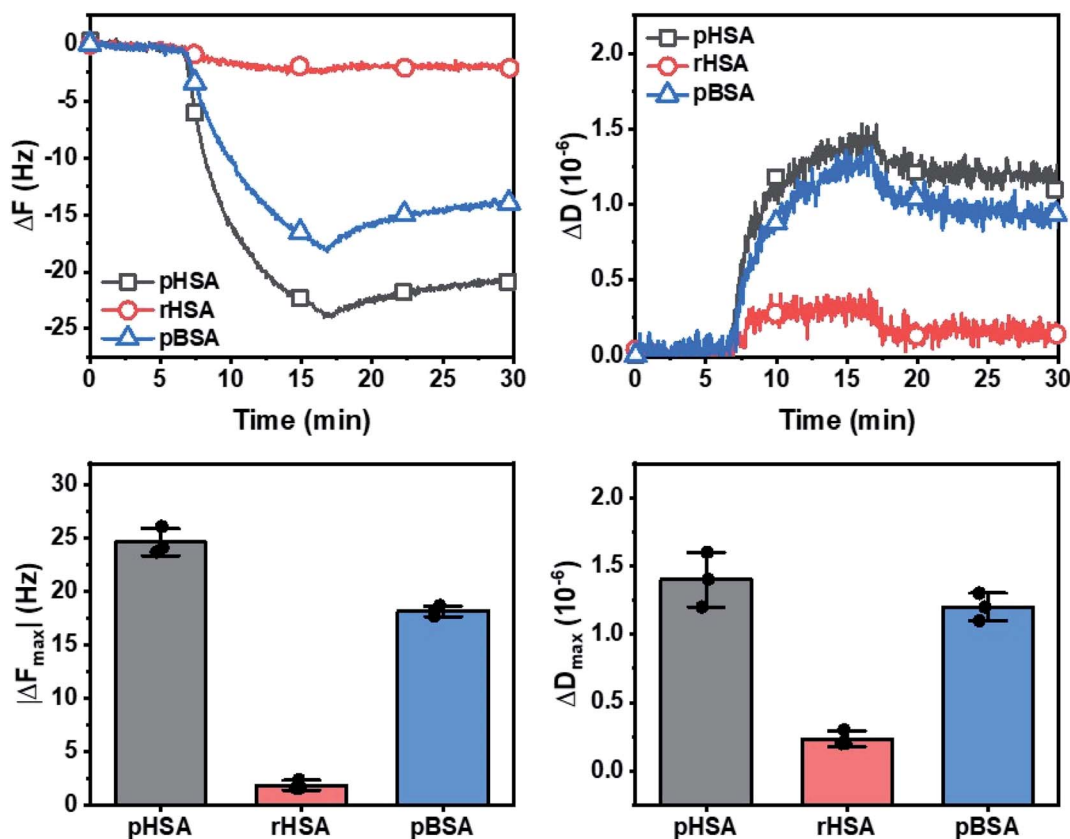 0
-5
-10
-15
-20
-25
ΔF (Hz)
pHSA
rHSA
pBSA
0 5 10 15 20 25 30
Time (min)
2.0
1.5
1.0
0.5
0.0
ΔD (10⁻⁶)
pHSA
rHSA
pBSA
0 5 10 15 20 25 30
Time (min)
30
25
20
15
10
5
0
|ΔFₘₐₓ| (Hz)
pHSA rHSA pBSA
2.0
1.5
1.0
0.5
0.0
ΔDₘₐₓ (10⁻⁶)
pHSA rHSA pBSA